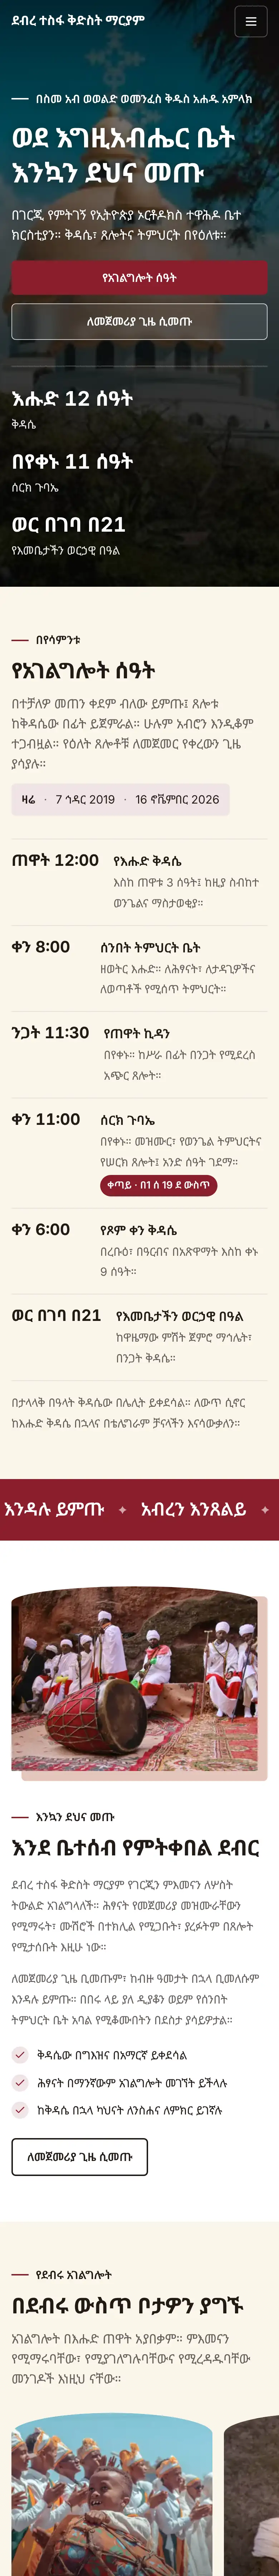 ደብረ ተስፋ ቅድስት ማርያም
በስመ አብ ወወልድ ወመንፈስ ቅዱስ አሐዱ አምላክ
ወደ እግዚአብሔር ቤት
እንኳን ደህና መጡ
በገርጂ የምትገኝ የኢትዮጵያ ኦርቶዶክስ ተዋሕዶ ቤተ
ክርስቲያን። ቅዳሴ፣ ጸሎትና ትምህርት በየዕለቱ።
የአገልግሎት ሰዓት
ለመጀመሪያ ጊዜ ሲመጡ
እሑድ 12 ሰዓት
ቅዳሴ
በየቀኑ 11 ሰዓት
ሰርክ ጉባኤ
ወር በገባ በ21
የእመቤታችን ወርኃዊ በዓል
በየሳምንቱ
የአገልግሎት ሰዓት
በተቻለዎ መጠን ቀደም ብለው ይምጡ፤ ጸሎቱ
ከቅዳሴው በፊት ይጀምራል። ሁሉም አብሮን እንዲቆም
ተጋብዟል። የዕለት ጸሎቶቹ ለመጀመር የቀረውን ጊዜ
ያሳያሉ።
ዛሬ · 7 ኅዳር 2019 · 16 ኖቬምበር 2026
ጠዋት 12:00 የእሑድ ቅዳሴ
እስከ ጠዋቱ 3 ሰዓት፤ ከዚያ ስብከተ
ወንጌልና ማስታወቂያ።
ቀን 8:00 ሰንበት ትምህርት ቤት
ዘወትር እሑድ። ለሕፃናት፣ ለታዳጊዎችና
ለወጣቶች የሚሰጥ ትምህርት።
ንጋት 11:30 የጠዋት ኪዳን
በየቀኑ። ከሥራ በፊት በንጋት የሚደረስ
አጭር ጸሎት።
ቀን 11:00 ሰርክ ጉባኤ
በየቀኑ። መዝሙር፣ የወንጌል ትምህርትና
የሠርክ ጸሎት፤ አንድ ሰዓት ገደማ።
ቀጣይ · በ1 ሰ 19 ደ ውስጥ
ቀን 6:00 የጾም ቀን ቅዳሴ
በረቡዕ፣ በዓርብና በአጽዋማት እስከ ቀኑ
9 ሰዓት።
ወር በገባ በ21 የእመቤታችን ወርኃዊ በዓል
ከዋዜማው ምሽት ጀምሮ ማኅሌት፣
በንጋት ቅዳሴ።
በታላላቅ በዓላት ቅዳሴው በሌሊት ይቀደሳል። ለውጥ ሲኖር
ከእሑድ ቅዳሴ በኋላና በቴሌግራም ቻናላችን እናሳውቃለን።
እንዳሉ ይምጡ ✦ አብረን እንጸልይ ✦
እንኳን ደህና መጡ
እንደ ቤተሰብ የምትቀበል ደብር
ደብረ ተስፋ ቅድስት ማርያም የገርጂን ምእመናን ለሦስት
ትውልድ አገልግላለች። ሕፃናት የመጀመሪያ መዝሙራቸውን
የሚማሩት፣ ሙሽሮች በተክሊል የሚጋቡት፣ ያረፉትም በጸሎት
የሚታሰቡት እዚሁ ነው።
ለመጀመሪያ ጊዜ ቢመጡም፣ ከብዙ ዓመታት በኋላ ቢመለሱም
እንዳሉ ይምጡ። በበሩ ላይ ያለ ዲያቆን ወይም የሰንበት
ትምህርት ቤት አባል የሚቆሙበትን በደስታ ያሳይዎታል።
ቅዳሴው በግእዝና በአማርኛ ይቀደሳል
ሕፃናት በማንኛውም አገልግሎት መገኘት ይችላሉ
ከቅዳሴ በኋላ ካህናት ለንስሐና ለምክር ይገኛሉ
ለመጀመሪያ ጊዜ ሲመጡ
የደብሩ አገልግሎት
በደብሩ ውስጥ ቦታዎን ያግኙ
አገልግሎት በእሑድ ጠዋት አያበቃም። ምእመናን
የሚማሩባቸው፣ የሚያገለግሉባቸውና የሚረዳዱባቸው
መንገዶች እነዚህ ናቸው።